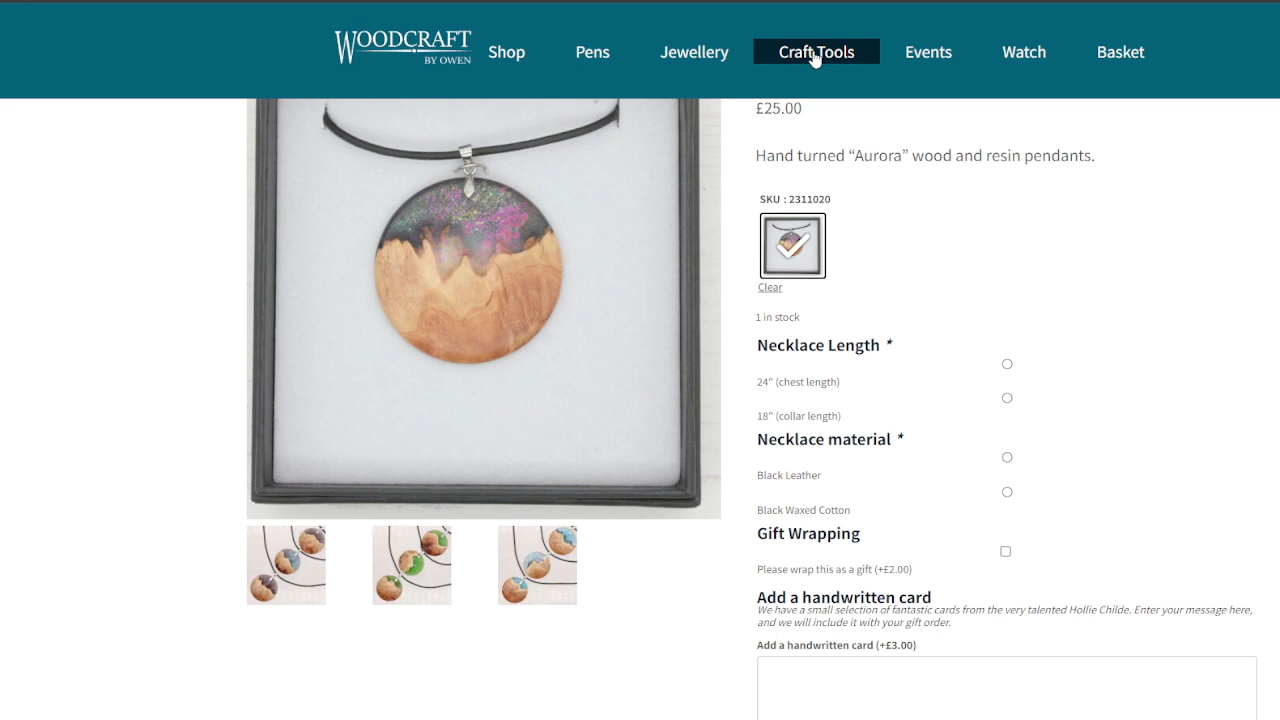 WOODCRAFT
BY OWEN
Shop
Pens
Jewellery
Craft Tools
Events
Watch
Basket
£25.00
Hand turned “Aurora” wood and resin pendants.
SKU : 2311020
Clear
1 in stock
Necklace Length *
24" (chest length)
18" (collar length)
Necklace material *
Black Leather
Black Waxed Cotton
Gift Wrapping
Please wrap this as a gift (+£2.00)
Add a handwritten card
We have a small selection of fantastic cards from the very talented Hollie Childe. Enter your message here,
and we will include it with your gift order.
Add a handwritten card (+£3.00)